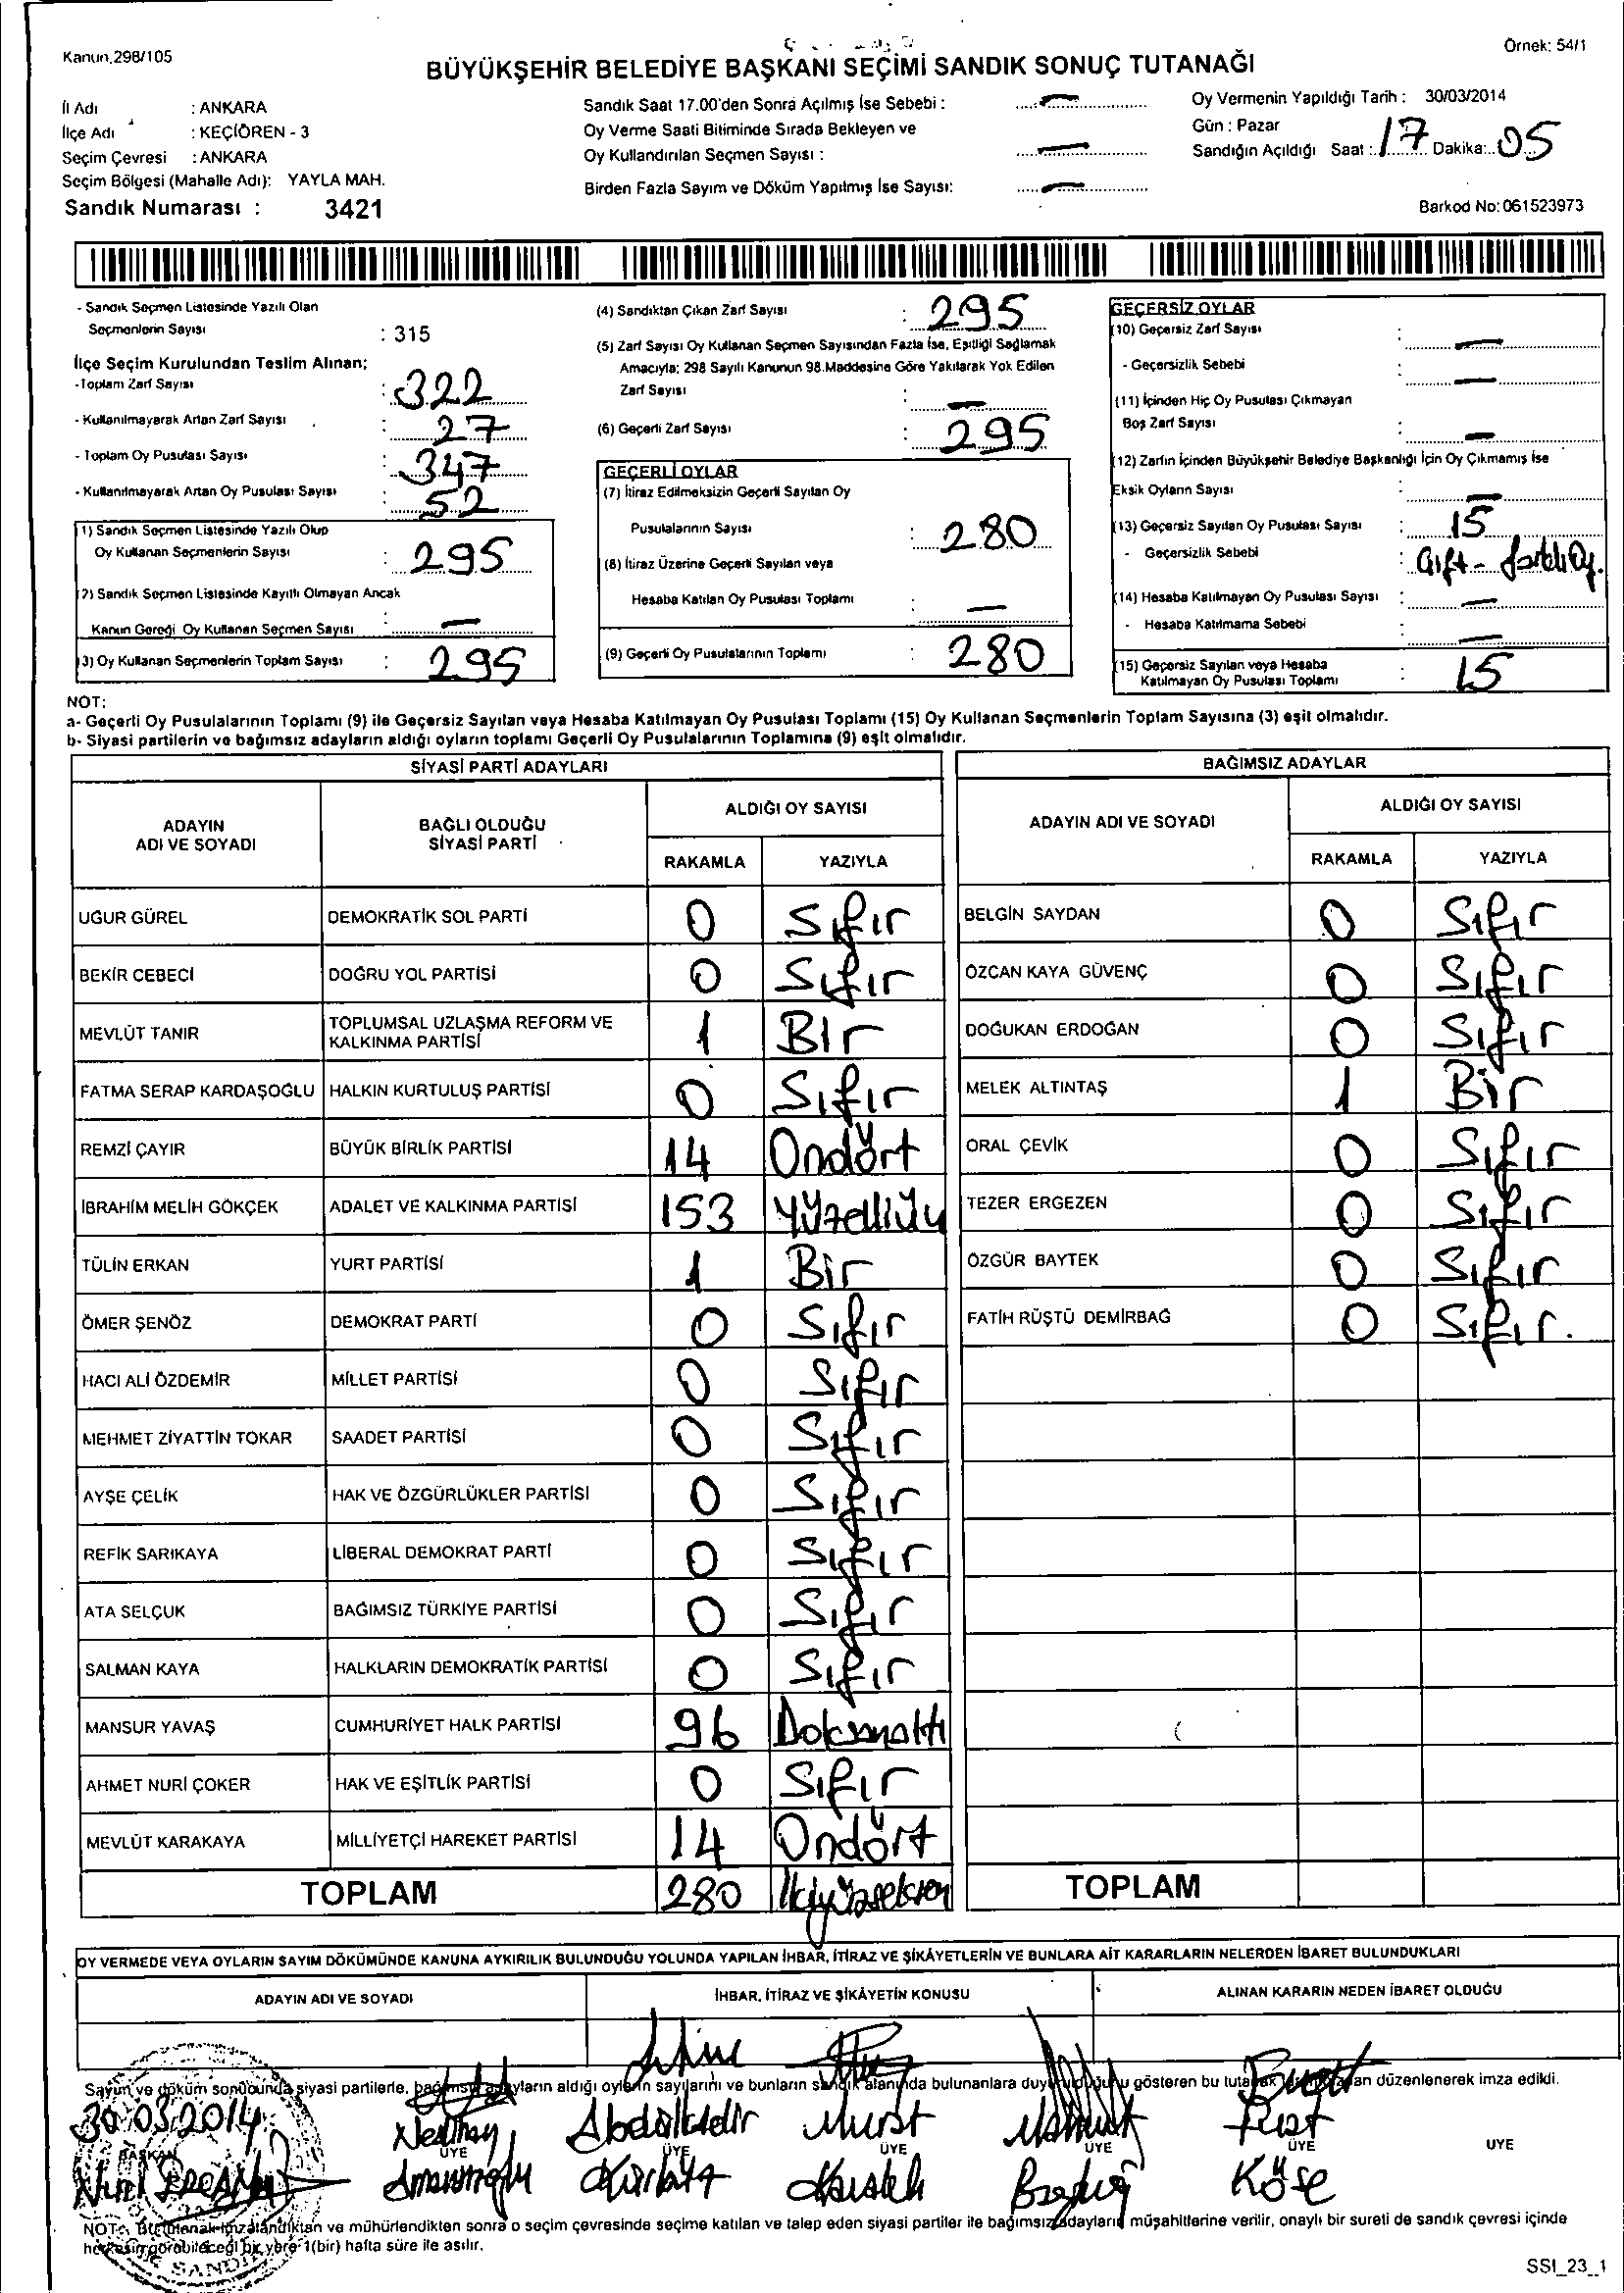 Kanun.298/105
Örnek: 54/1
BÜYÜKŞEHİR BELEDİYE BAŞKANI SEÇİMİ SANDIK SONUÇ TUTANAĞI
İl Adı : ANKARA
İlçe Adı : KEÇİÖREN - 3
Seçim Çevresi : ANKARA
Seçim Bölgesi (Mahalle Adı): YAYLA MAH.
Sandık Numarası : 3421
Sandık Saat 17.00'den Sonra Açılmış İse Sebebi : —
Oy Verme Saati Bitiminde Sırada Bekleyen ve
Oy Kullandırılan Seçmen Sayısı : —
Birden Fazla Sayım ve Döküm Yapılmış İse Sayısı: —
Oy Vermenin Yapıldığı Tarih : 30/03/2014
Gün : Pazar
Sandığın Açıldığı Saat : 17 Dakika: 05
Barkod No: 061523973
- Sandık Seçmen Listesinde Yazılı Olan
Seçmenlerin Sayısı : 315
İlçe Seçim Kurulundan Teslim Alınan;
- Toplam Zarf Sayısı : 322
- Kullanılmayarak Artan Zarf Sayısı : 27
- Toplam Oy Pusulası Sayısı : 347
- Kullanılmayarak Artan Oy Pusulası Sayısı : 52
(1) Sandık Seçmen Listesinde Yazılı Olup
Oy Kullanan Seçmenlerin Sayısı : 295
(2) Sandık Seçmen Listesinde Kayıtlı Olmayan Ancak
Kanun Gereği Oy Kullanan Seçmen Sayısı : —
(3) Oy Kullanan Seçmenlerin Toplam Sayısı : 295
(4) Sandıktan Çıkan Zarf Sayısı : 295
(5) Zarf Sayısı Oy Kullanan Seçmen Sayısından Fazla İse, Eşitliği Sağlamak
Amacıyla; 298 Sayılı Kanunun 98.Maddesine Göre Yakılarak Yok Edilen
Zarf Sayısı : —
(6) Geçerli Zarf Sayısı : 295
GEÇERLİ OYLAR
(7) İtiraz Edilmeksizin Geçerli Sayılan Oy
Pusulalarının Sayısı : 280
(8) İtiraz Üzerine Geçerli Sayılan veya
Hesaba Katılan Oy Pusulası Toplamı : —
(9) Geçerli Oy Pusulalarının Toplamı : 280
GEÇERSİZ OYLAR
(10) Geçersiz Zarf Sayısı : —
- Geçersizlik Sebebi : —
(11) İçinden Hiç Oy Pusulası Çıkmayan
Boş Zarf Sayısı : —
(12) Zarfın İçinden Büyükşehir Belediye Başkanlığı İçin Oy Çıkmamış İse
Eksik Oyların Sayısı : —
(13) Geçersiz Sayılan Oy Pusulası Sayısı : 15
- Geçersizlik Sebebi : Çift - farklı Oy.
(14) Hesaba Katılmayan Oy Pusulası Sayısı : —
- Hesaba Katılmama Sebebi : —
(15) Geçersiz Sayılan veya Hesaba
Katılmayan Oy Pusulası Toplamı : 15
NOT:
a- Geçerli Oy Pusulalarının Toplamı (9) ile Geçersiz Sayılan veya Hesaba Katılmayan Oy Pusulası Toplamı (15) Oy Kullanan Seçmenlerin Toplam Sayısına (3) eşit olmalıdır.
b- Siyasi partilerin ve bağımsız adayların aldığı oyların toplamı Geçerli Oy Pusulalarının Toplamına (9) eşit olmalıdır.
SİYASİ PARTİ ADAYLARI
ADAYIN ADI VE SOYADI
BAĞLI OLDUĞU SİYASİ PARTİ
ALDIĞI OY SAYISI
RAKAMLA YAZIYLA
UĞUR GÜREL DEMOKRATİK SOL PARTİ 0 Sıfır
BEKİR CEBECİ DOĞRU YOL PARTİSİ 0 Sıfır
MEVLÜT TANIR TOPLUMSAL UZLAŞMA REFORM VE KALKINMA PARTİSİ 1 Bir
FATMA SERAP KARDAŞOĞLU HALKIN KURTULUŞ PARTİSİ 0 Sıfır
REMZİ ÇAYIR BÜYÜK BİRLİK PARTİSİ 14 Ondört
İBRAHİM MELİH GÖKÇEK ADALET VE KALKINMA PARTİSİ 153 Yüzelliüç
TÜLİN ERKAN YURT PARTİSİ 1 Bir
ÖMER ŞENÖZ DEMOKRAT PARTİ 0 Sıfır
HACI ALİ ÖZDEMİR MİLLET PARTİSİ 0 Sıfır
MEHMET ZİYATTİN TOKAR SAADET PARTİSİ 0 Sıfır
AYŞE ÇELİK HAK VE ÖZGÜRLÜKLER PARTİSİ 0 Sıfır
REFİK SARIKAYA LİBERAL DEMOKRAT PARTİ 0 Sıfır
ATA SELÇUK BAĞIMSIZ TÜRKİYE PARTİSİ 0 Sıfır
SALMAN KAYA HALKLARIN DEMOKRATİK PARTİSİ 0 Sıfır
MANSUR YAVAŞ CUMHURİYET HALK PARTİSİ 96 Doksanaltı
AHMET NURİ ÇOKER HAK VE EŞİTLİK PARTİSİ 0 Sıfır
MEVLÜT KARAKAYA MİLLİYETÇİ HAREKET PARTİSİ 14 Ondört
TOPLAM 280 İkiyüzseksen
BAĞIMSIZ ADAYLAR
ADAYIN ADI VE SOYADI
ALDIĞI OY SAYISI
RAKAMLA YAZIYLA
BELGİN SAYDAN 0 Sıfır
ÖZCAN KAYA GÜVENÇ 0 Sıfır
DOĞUKAN ERDOĞAN 0 Sıfır
MELEK ALTINTAŞ 1 Bir
ORAL ÇEVİK 0 Sıfır
TEZER ERGEZEN 0 Sıfır
ÖZGÜR BAYTEK 0 Sıfır
FATİH RÜŞTÜ DEMİRBAĞ 0 Sıfır.
TOPLAM
OY VERMEDE VEYA OYLARIN SAYIM DÖKÜMÜNDE KANUNA AYKIRILIK BULUNDUĞU YOLUNDA YAPILAN İHBAR, İTİRAZ VE ŞİKÂYETLERİN VE BUNLARA AİT KARARLARIN NELERDEN İBARET BULUNDUKLARI
ADAYIN ADI VE SOYADI
İHBAR, İTİRAZ VE ŞİKÂYETİN KONUSU
ALINAN KARARIN NEDEN İBARET OLDUĞU
Sayım ve döküm sonucunda siyasi partilerle, bağımsız adayların aldığı oyların sayılarını ve bunların sandık alanında bulunanlara duyurulduğunu gösteren bu tutanak düzenlenerek imza edildi.
30.03.2014
Abdülkadir Murat Mahmut Fuat
BAŞKAN ÜYE ÜYE ÜYE ÜYE ÜYE ÜYE
Köse
NOT: Bu tutanak imzalandıktan ve mühürlendikten sonra o seçim çevresinde seçime katılan ve talep eden siyasi partiler ile bağımsız adayların müşahitlerine verilir, onaylı bir sureti de sandık çevresi içinde
herkesin görebileceği bir yere 1(bir) hafta süre ile asılır.
SANDIK
SSI_23_1